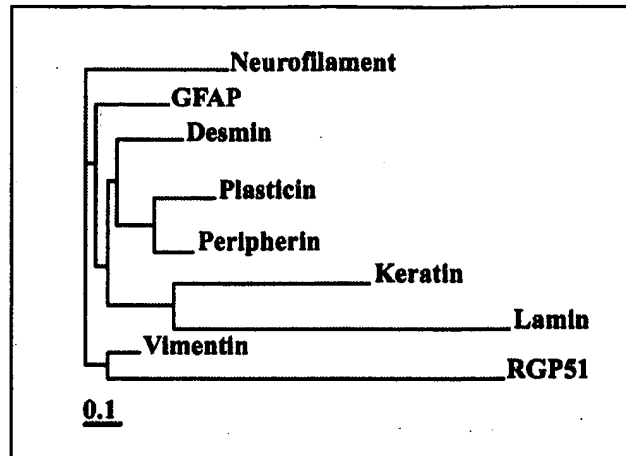 Neurofilament
GFAP
Desmin
Plasticin
Peripherin
Keratin
Lamin
Vimentin
RGP51
0.1